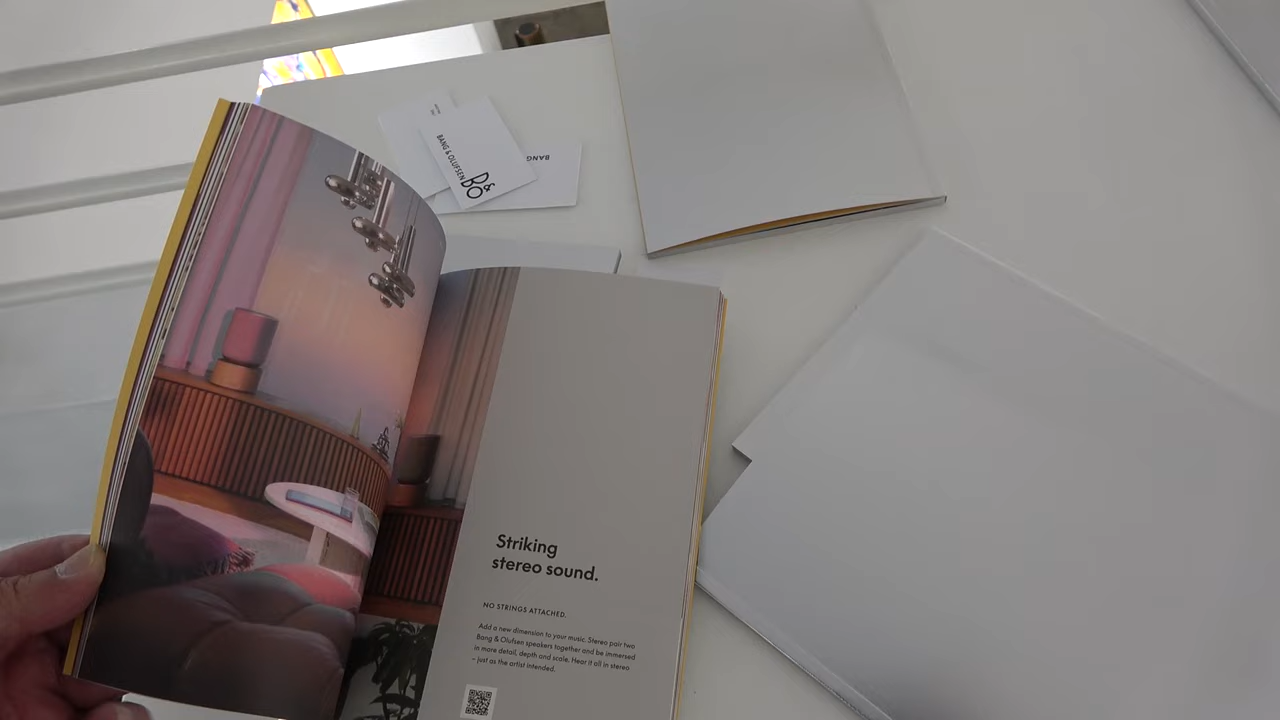 BANG & OLUFSEN
B&O
BANG
Striking
stereo sound.
NO STRINGS ATTACHED.
Add a new dimension to your music. Stereo pair two
Bang & Olufsen speakers together and be immersed
in more detail, depth and scale. Hear it all in stereo
– just as the artist intended.